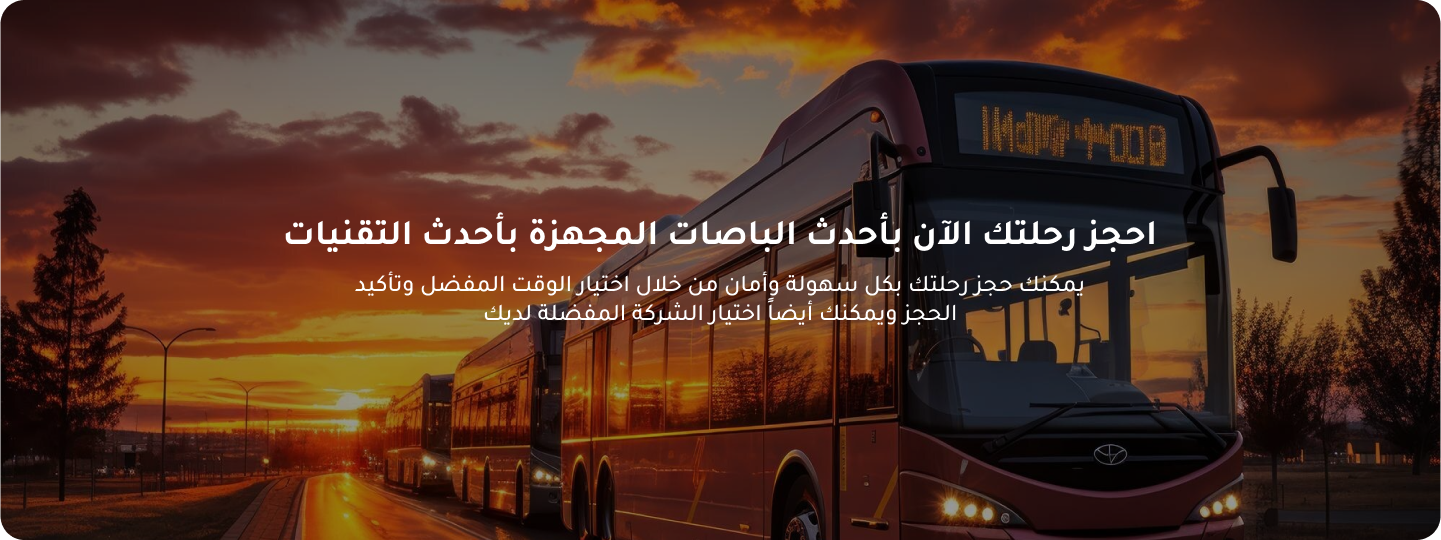 احجز رحلتك الآن بأحدث الباصات المجهزة بأحدث التقنيات
يمكنك حجز رحلتك بكل سهولة وأمان من خلال اختيار الوقت المفضل وتأكيد
الحجز ويمكنك أيضاً اختيار الشركة المفضلة لديك